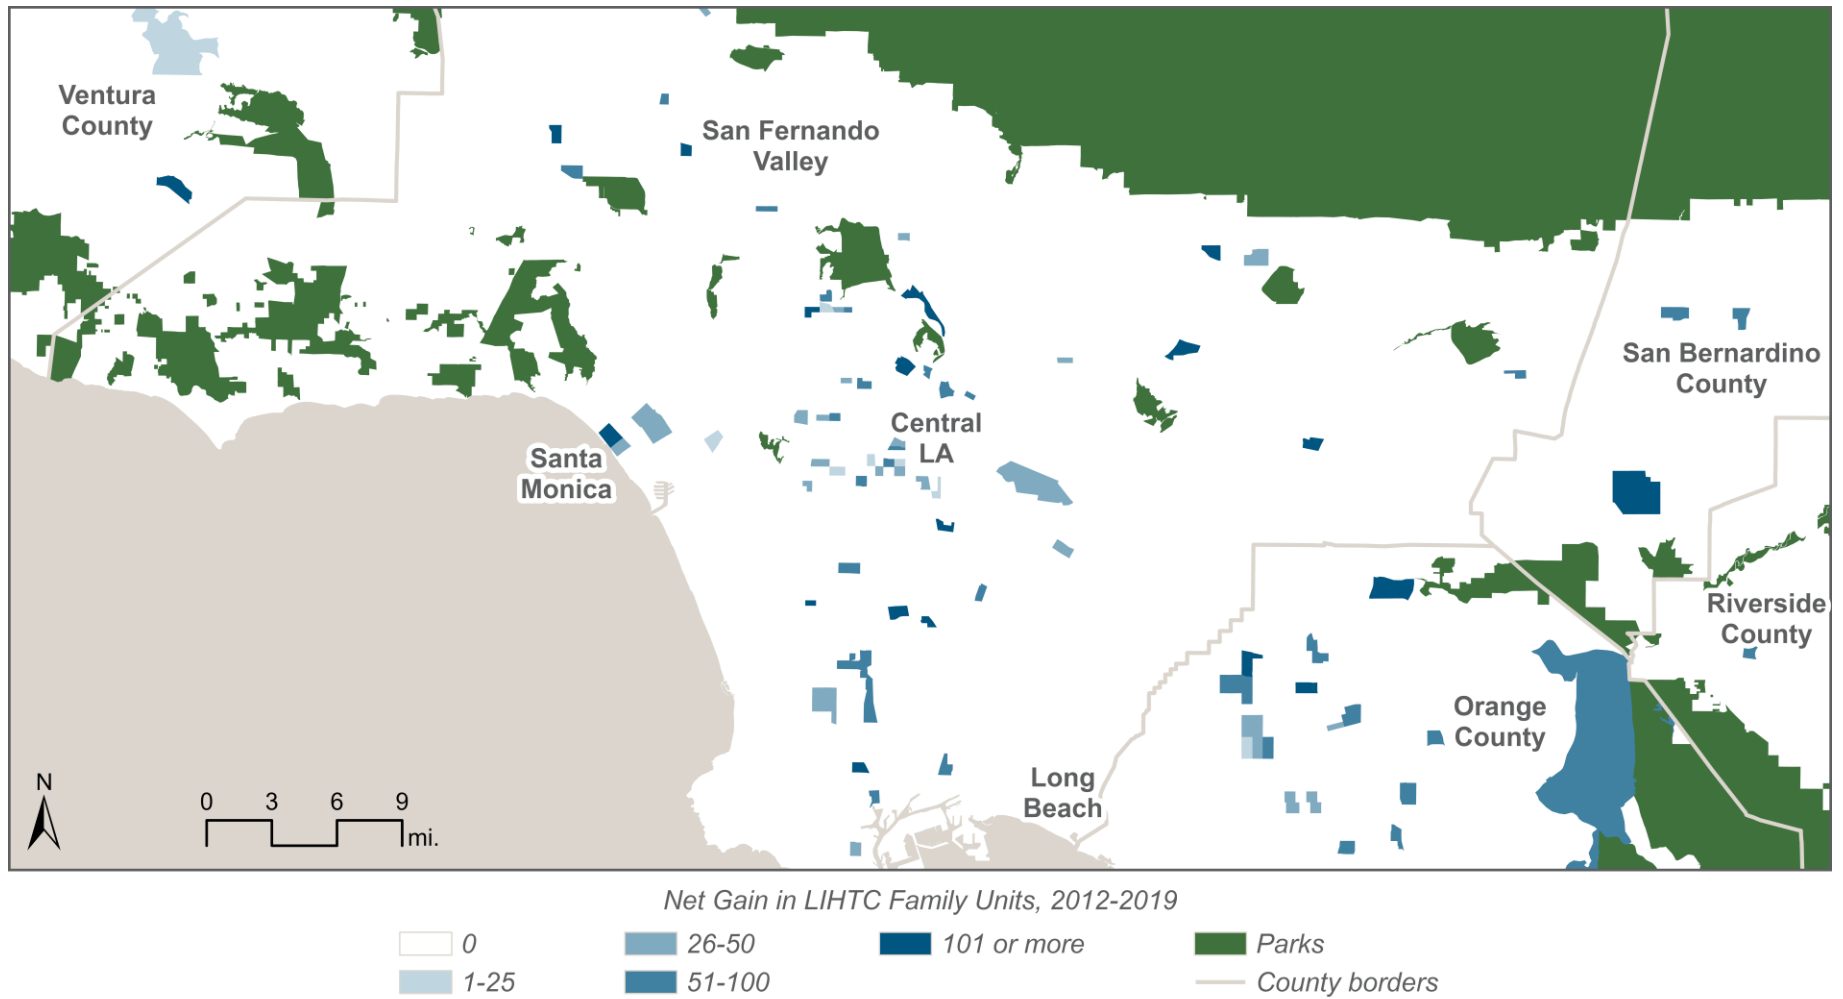 Ventura
County
San Fernando
Valley
San Bernardino
County
Central
LA
Santa
Monica
Riverside
County
Orange
County
Long
Beach
N
0 3 6 9
mi.
Net Gain in LIHTC Family Units, 2012-2019
0 26-50 101 or more Parks
1-25 51-100 County borders